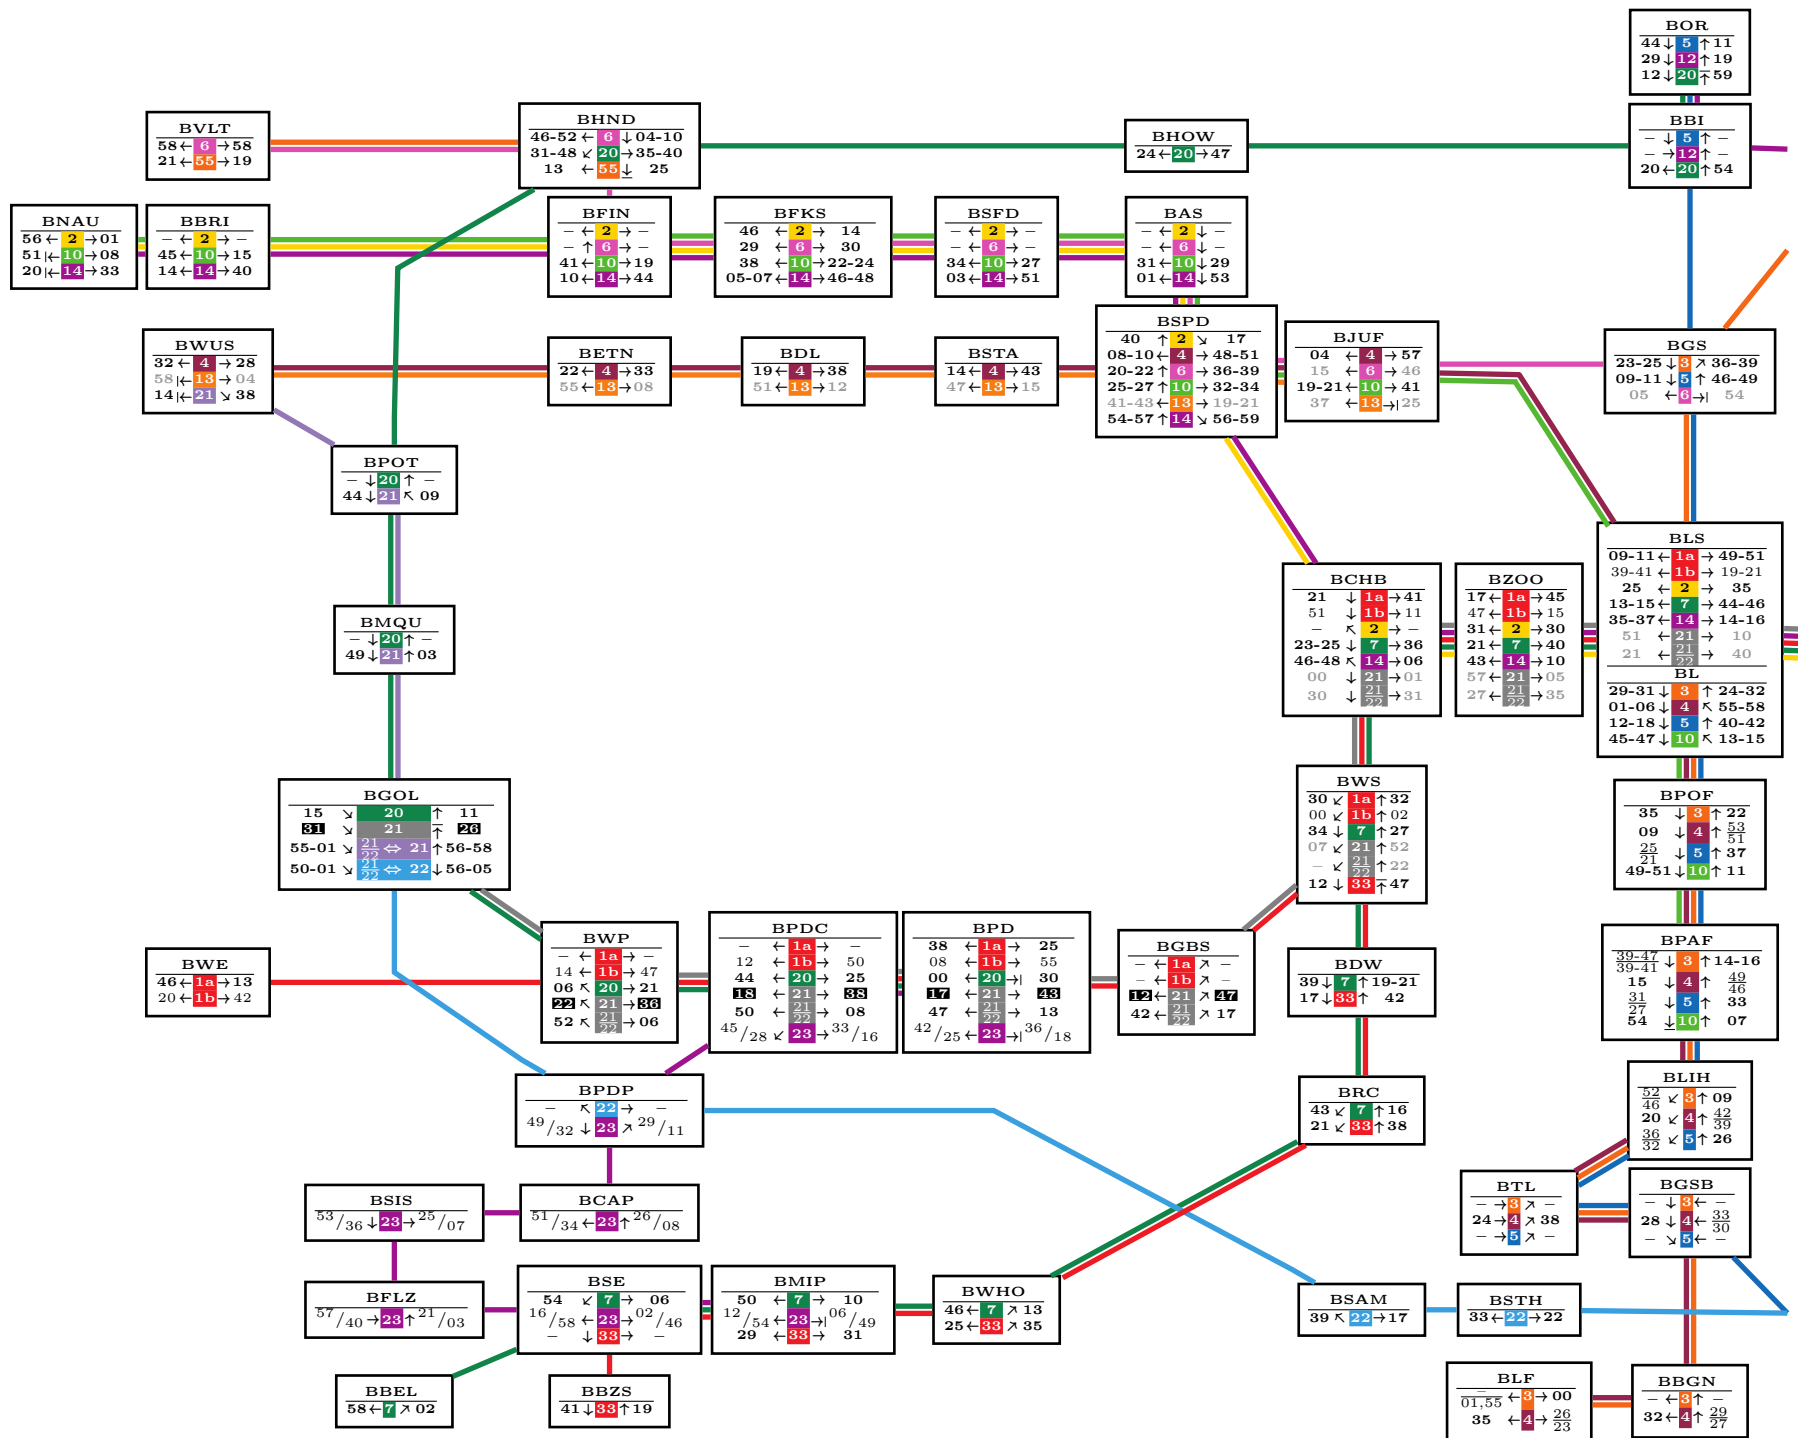 BOR
44 ↓ 5 ↑ 11
29 ↓ 12 ↑ 19
12 ↓ 20 ↑ 59
BVLT
58 ← 6 → 58
21 ← 55 → 19
BHND
46-52 ← 6 ↓ 04-10
31-48 ↙ 20 → 35-40
13 ← 55 ↓ 25
BHOW
24 ← 20 → 47
BBI
– ↓ 5 ↑ –
– → 12 ↑ –
20 ← 20 ↑ 54
BNAU
56 ← 2 → 01
51 |← 10 → 08
20 |← 14 → 33
BBRI
– ← 2 → –
45 ← 10 → 15
14 ← 14 → 40
BFIN
– ← 2 → –
– ↑ 6 → –
41 ← 10 → 19
10 ← 14 → 44
BFKS
46 ← 2 → 14
29 ← 6 → 30
38 ← 10 → 22-24
05-07 ← 14 → 46-48
BSFD
– ← 2 → –
– ← 6 → –
34 ← 10 → 27
03 ← 14 → 51
BAS
– ← 2 ↓ –
– ← 6 ↓ –
31 ← 10 ↓ 29
01 ← 14 ↓ 53
BWUS
32 ← 4 → 28
58 |← 13 → 04
14 |← 21 ↘ 38
BETN
22 ← 4 → 33
55 ← 13 → 08
BDL
19 ← 4 → 38
51 ← 13 → 12
BSTA
14 ← 4 → 43
47 ← 13 → 15
BSPD
40 ↑ 2 ↘ 17
08-10 ← 4 → 48-51
20-22 ↑ 6 → 36-39
25-27 ↑ 10 → 32-34
41-43 ← 13 → 19-21
54-57 ↑ 14 ↘ 56-59
BJUF
04 ← 4 → 57
15 ← 6 → 46
19-21 ← 10 → 41
37 ← 13 →| 25
BGS
23-25 ↓ 3 ↗ 36-39
09-11 ↓ 5 ↑ 46-49
05 ← 6 →| 54
BPOT
– ↓ 20 ↑ –
44 ↓ 21 ↖ 09
BMQU
– ↓ 20 ↑ –
49 ↓ 21 ↑ 03
BCHB
21 ↓ 1a → 41
51 ↓ 1b → 11
– ↖ 2 → –
23-25 ↓ 7 → 36
46-48 ↖ 14 → 06
00 ↓ 21 → 01
30 ↓ 21/22 → 31
BZOO
17 ← 1a → 45
47 ← 1b → 15
31 ← 2 → 30
21 ← 7 → 40
43 ← 14 → 10
57 ← 21 → 05
27 ← 21/22 → 35
BLS
09-11 ← 1a → 49-51
39-41 ← 1b → 19-21
25 ← 2 → 35
13-15 ← 7 → 44-46
35-37 ← 14 → 14-16
51 ← 21 → 10
21 ← 21/22 → 40
BL
29-31 ↓ 3 ↑ 24-32
01-06 ↓ 4 ↖ 55-58
12-18 ↓ 5 ↑ 40-42
45-47 ↓ 10 ↖ 13-15
BGOL
15 ↘ 20 ↑ 11
31 ↘ 21 ↑ 26
55-01 ↘ 21/22 ⇔ 21 ↑ 56-58
50-01 ↘ 21/22 ⇔ 22 ↓ 56-05
BWS
30 ↙ 1a ↑ 32
00 ↙ 1b ↑ 02
34 ↓ 7 ↑ 27
07 ↙ 21 ↑ 52
– ↙ 21/22 ↑ 22
12 ↓ 33 ↑ 47
BPOF
35 ↓ 3 ↑ 22
09 ↓ 4 ↑ 53/51
25/21 ↓ 5 ↑ 37
49-51 ↓ 10 ↑ 11
BWE
46 ← 1a → 13
20 ← 1b → 42
BWP
– ← 1a → –
14 ← 1b → 47
06 ↖ 20 → 21
22 ↖ 21 → 36
52 ↖ 21/22 → 06
BPDC
– ← 1a → –
12 ← 1b → 50
44 ← 20 → 25
18 ← 21 → 38
50 ← 21/22 → 08
45/28 ↙ 23 → 33/16
BPD
38 ← 1a → 25
08 ← 1b → 55
00 ← 20 →| 30
17 ← 21 → 43
47 ← 21/22 → 13
42/25 ← 23 →| 36/18
BGBS
– ← 1a ↗ –
– ← 1b ↗ –
12 ← 21 ↗ 47
42 ← 21/22 ↗ 17
BDW
39 ↓ 7 ↑ 19-21
17 ↓ 33 ↑ 42
BPAF
39-47/39-41 ↓ 3 ↑ 14-16
15 ↓ 4 ↑ 49/46
31/27 ↓ 5 ↑ 33
54 ↓ 10 ↑ 07
BPDP
– ↖ 22 → –
49/32 ↓ 23 ↗ 29/11
BRC
43 ↙ 7 ↑ 16
21 ↙ 33 ↑ 38
BLIH
52/46 ↙ 3 ↑ 09
20 ↙ 4 ↑ 42/39
36/32 ↙ 5 ↑ 26
BSIS
53/36 ↓ 23 → 25/07
BCAP
51/34 ← 23 ↑ 26/08
BTL
– → 3 ↗ –
24 → 4 ↗ 38
– → 5 ↗ –
BGSB
– ↓ 3 ← –
28 ↓ 4 ← 33/30
– ↘ 5 ← –
BFLZ
57/40 → 23 ↑ 21/03
BSE
54 ↙ 7 → 06
16/58 ← 23 → 02/46
– ↓ 33 → –
BMIP
50 ← 7 → 10
12/54 ← 23 →| 06/49
29 ← 33 → 31
BWHO
46 ← 7 ↗ 13
25 ← 33 ↗ 35
BSAM
39 ↖ 22 → 17
BSTH
33 ← 22 → 22
BBEL
58 ← 7 ↗ 02
BBZS
41 ↓ 33 ↑ 19
BLF
–/01,55 ← 3 → 00
35 ← 4 → 26/23
BBGN
– ← 3 ↑ –
32 ← 4 ↑ 29/27